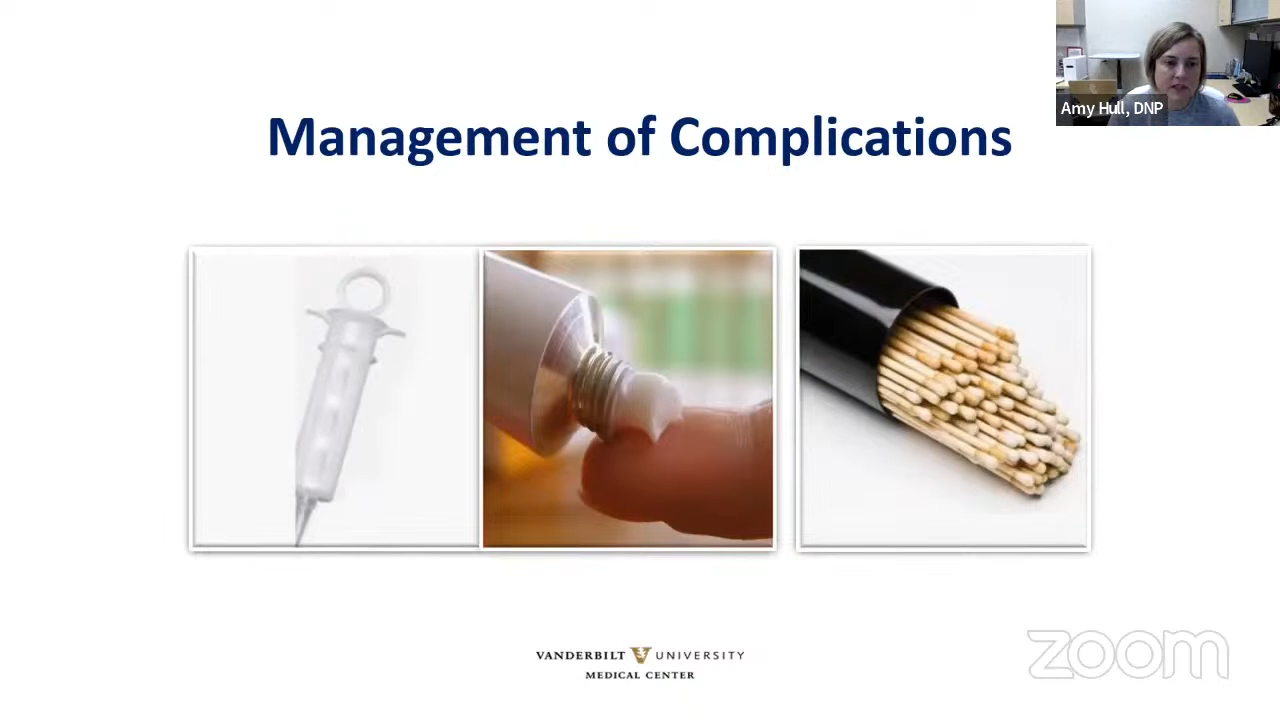 Amy Hull, DNP
Management of Complications
VANDERBILT UNIVERSITY
MEDICAL CENTER
zoom